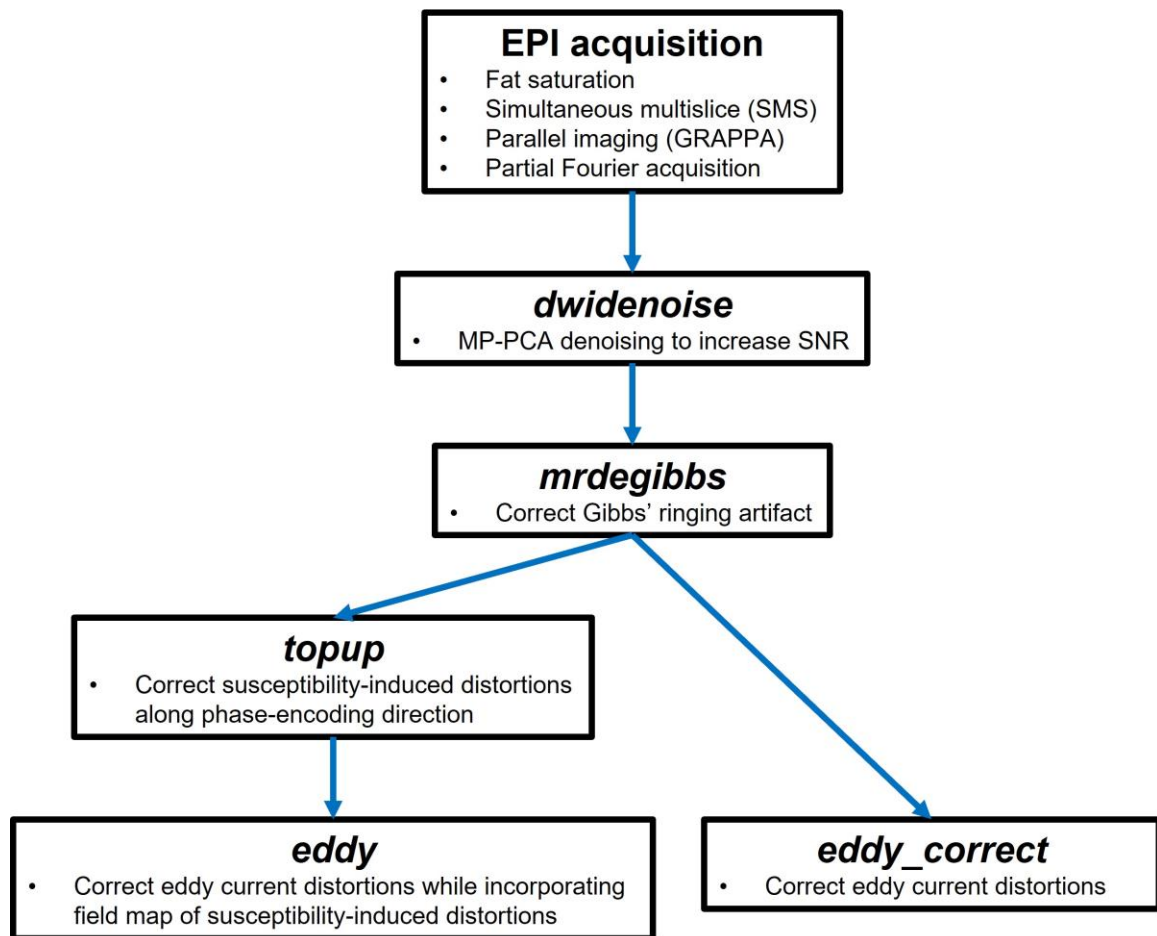 EPI acquisition
• Fat saturation
• Simultaneous multislice (SMS)
• Parallel imaging (GRAPPA)
• Partial Fourier acquisition
dwidenoise
• MP-PCA denoising to increase SNR
mrdegibbs
• Correct Gibbs’ ringing artifact
topup
• Correct susceptibility-induced distortions
along phase-encoding direction
eddy
• Correct eddy current distortions while incorporating
field map of susceptibility-induced distortions
eddy_correct
• Correct eddy current distortions